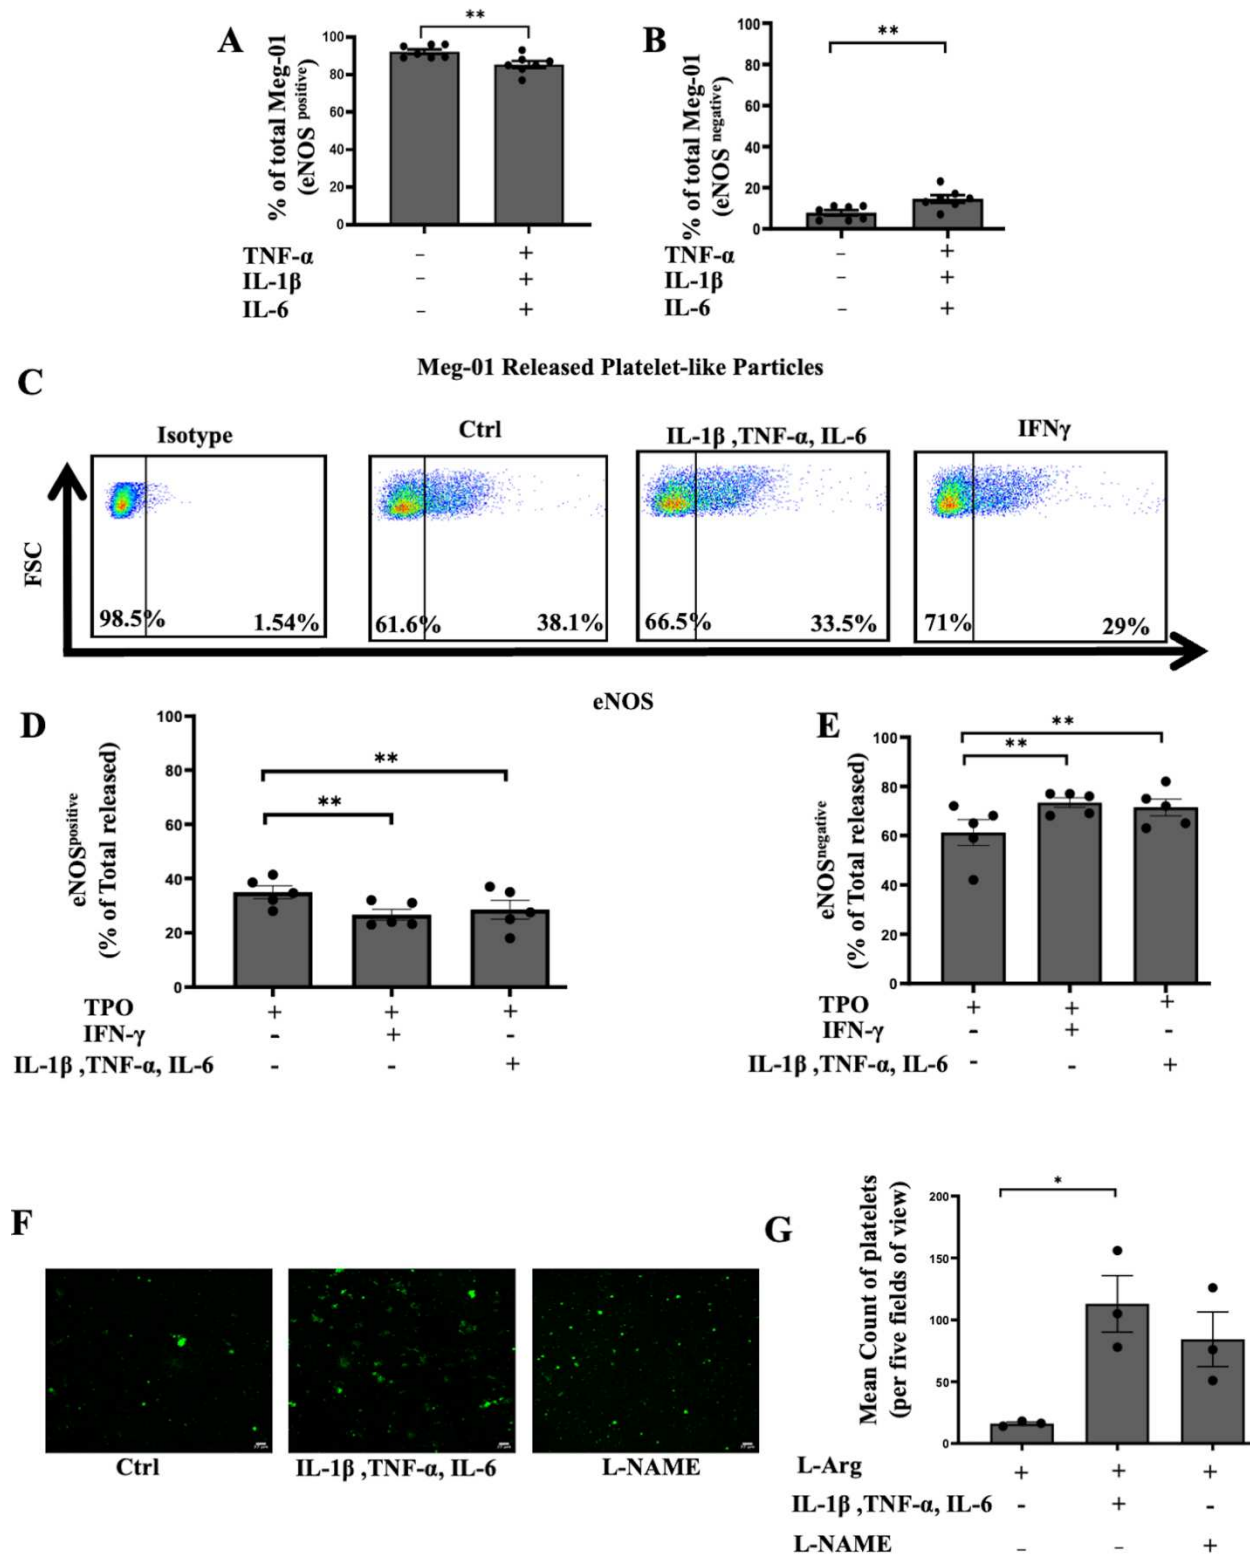 A
**
% of total Meg-01
(eNOS positive)
100
80
60
40
20
0
TNF-α - +
IL-1β - +
IL-6 - +
B
**
% of total Meg-01
(eNOS negative)
100
80
60
40
20
0
TNF-α - +
IL-1β - +
IL-6 - +
C
Meg-01 Released Platelet-like Particles
Isotype
Ctrl
IL-1β ,TNF-α, IL-6
IFNγ
FSC
98.5% 1.54%
61.6% 38.1%
66.5% 33.5%
71% 29%
eNOS
D
eNOSpositive
(% of Total released)
100
80
60
40
20
0
**
**
TPO + + +
IFN-γ - + -
IL-1β ,TNF-α, IL-6 - - +
E
eNOSnegative
(% of Total released)
100
80
60
40
20
0
**
**
TPO + + +
IFN-γ - + -
IL-1β ,TNF-α, IL-6 - - +
F
Ctrl
IL-1β ,TNF-α, IL-6
L-NAME
G
Mean Count of platelets
(per five fields of view)
200
150
100
50
0
*
L-Arg + + +
IL-1β ,TNF-α, IL-6 - + -
L-NAME - - +